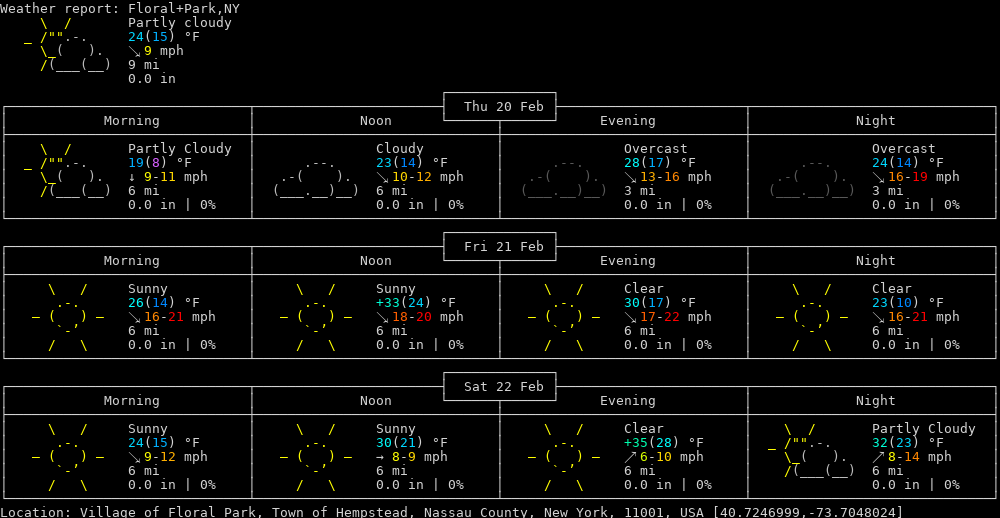 Weather report: Floral+Park,NY
Partly cloudy
24(15) °F
↘ 9 mph
9 mi
0.0 in
Thu 20 Feb
Morning Noon Evening Night
Partly Cloudy Cloudy Overcast Overcast
19(8) °F 23(14) °F 28(17) °F 24(14) °F
↓ 9-11 mph ↘ 10-12 mph ↘ 13-16 mph ↘ 16-19 mph
6 mi 6 mi 3 mi 3 mi
0.0 in | 0% 0.0 in | 0% 0.0 in | 0% 0.0 in | 0%
Fri 21 Feb
Morning Noon Evening Night
Sunny Sunny Clear Clear
26(14) °F +33(24) °F 30(17) °F 23(10) °F
↘ 16-21 mph ↘ 18-20 mph ↘ 17-22 mph ↘ 16-21 mph
6 mi 6 mi 6 mi 6 mi
0.0 in | 0% 0.0 in | 0% 0.0 in | 0% 0.0 in | 0%
Sat 22 Feb
Morning Noon Evening Night
Sunny Sunny Clear Partly Cloudy
24(15) °F 30(21) °F +35(28) °F 32(23) °F
↘ 9-12 mph → 8-9 mph ↗ 6-10 mph ↗ 8-14 mph
6 mi 6 mi 6 mi 6 mi
0.0 in | 0% 0.0 in | 0% 0.0 in | 0% 0.0 in | 0%
Location: Village of Floral Park, Town of Hempstead, Nassau County, New York, 11001, USA [40.7246999,-73.7048024]